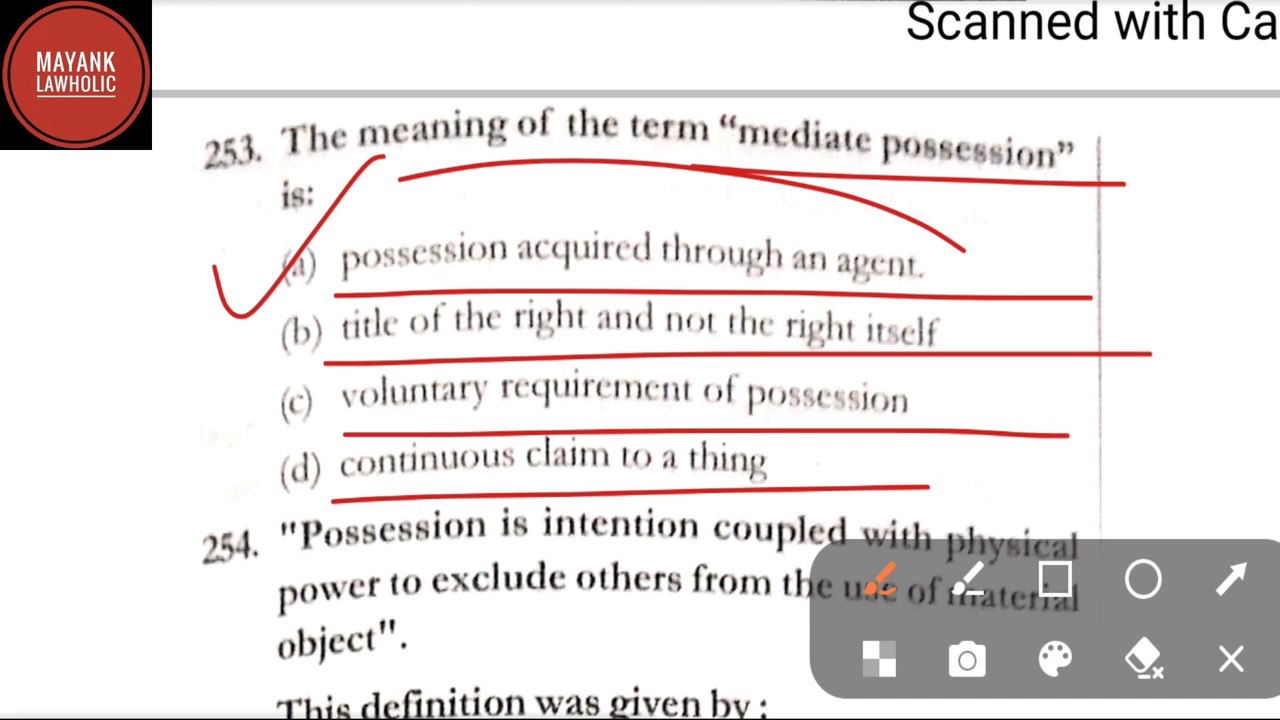 Scanned with Ca
MAYANK
LAWHOLIC
253. The meaning of the term “mediate possession”
is:
(a) possession acquired through an agent.
(b) title of the right and not the right itself
(c) voluntary requirement of possession
(d) continuous claim to a thing
254. "Possession is intention coupled with physical
power to exclude others from the use of material
object".
This definition was given by :